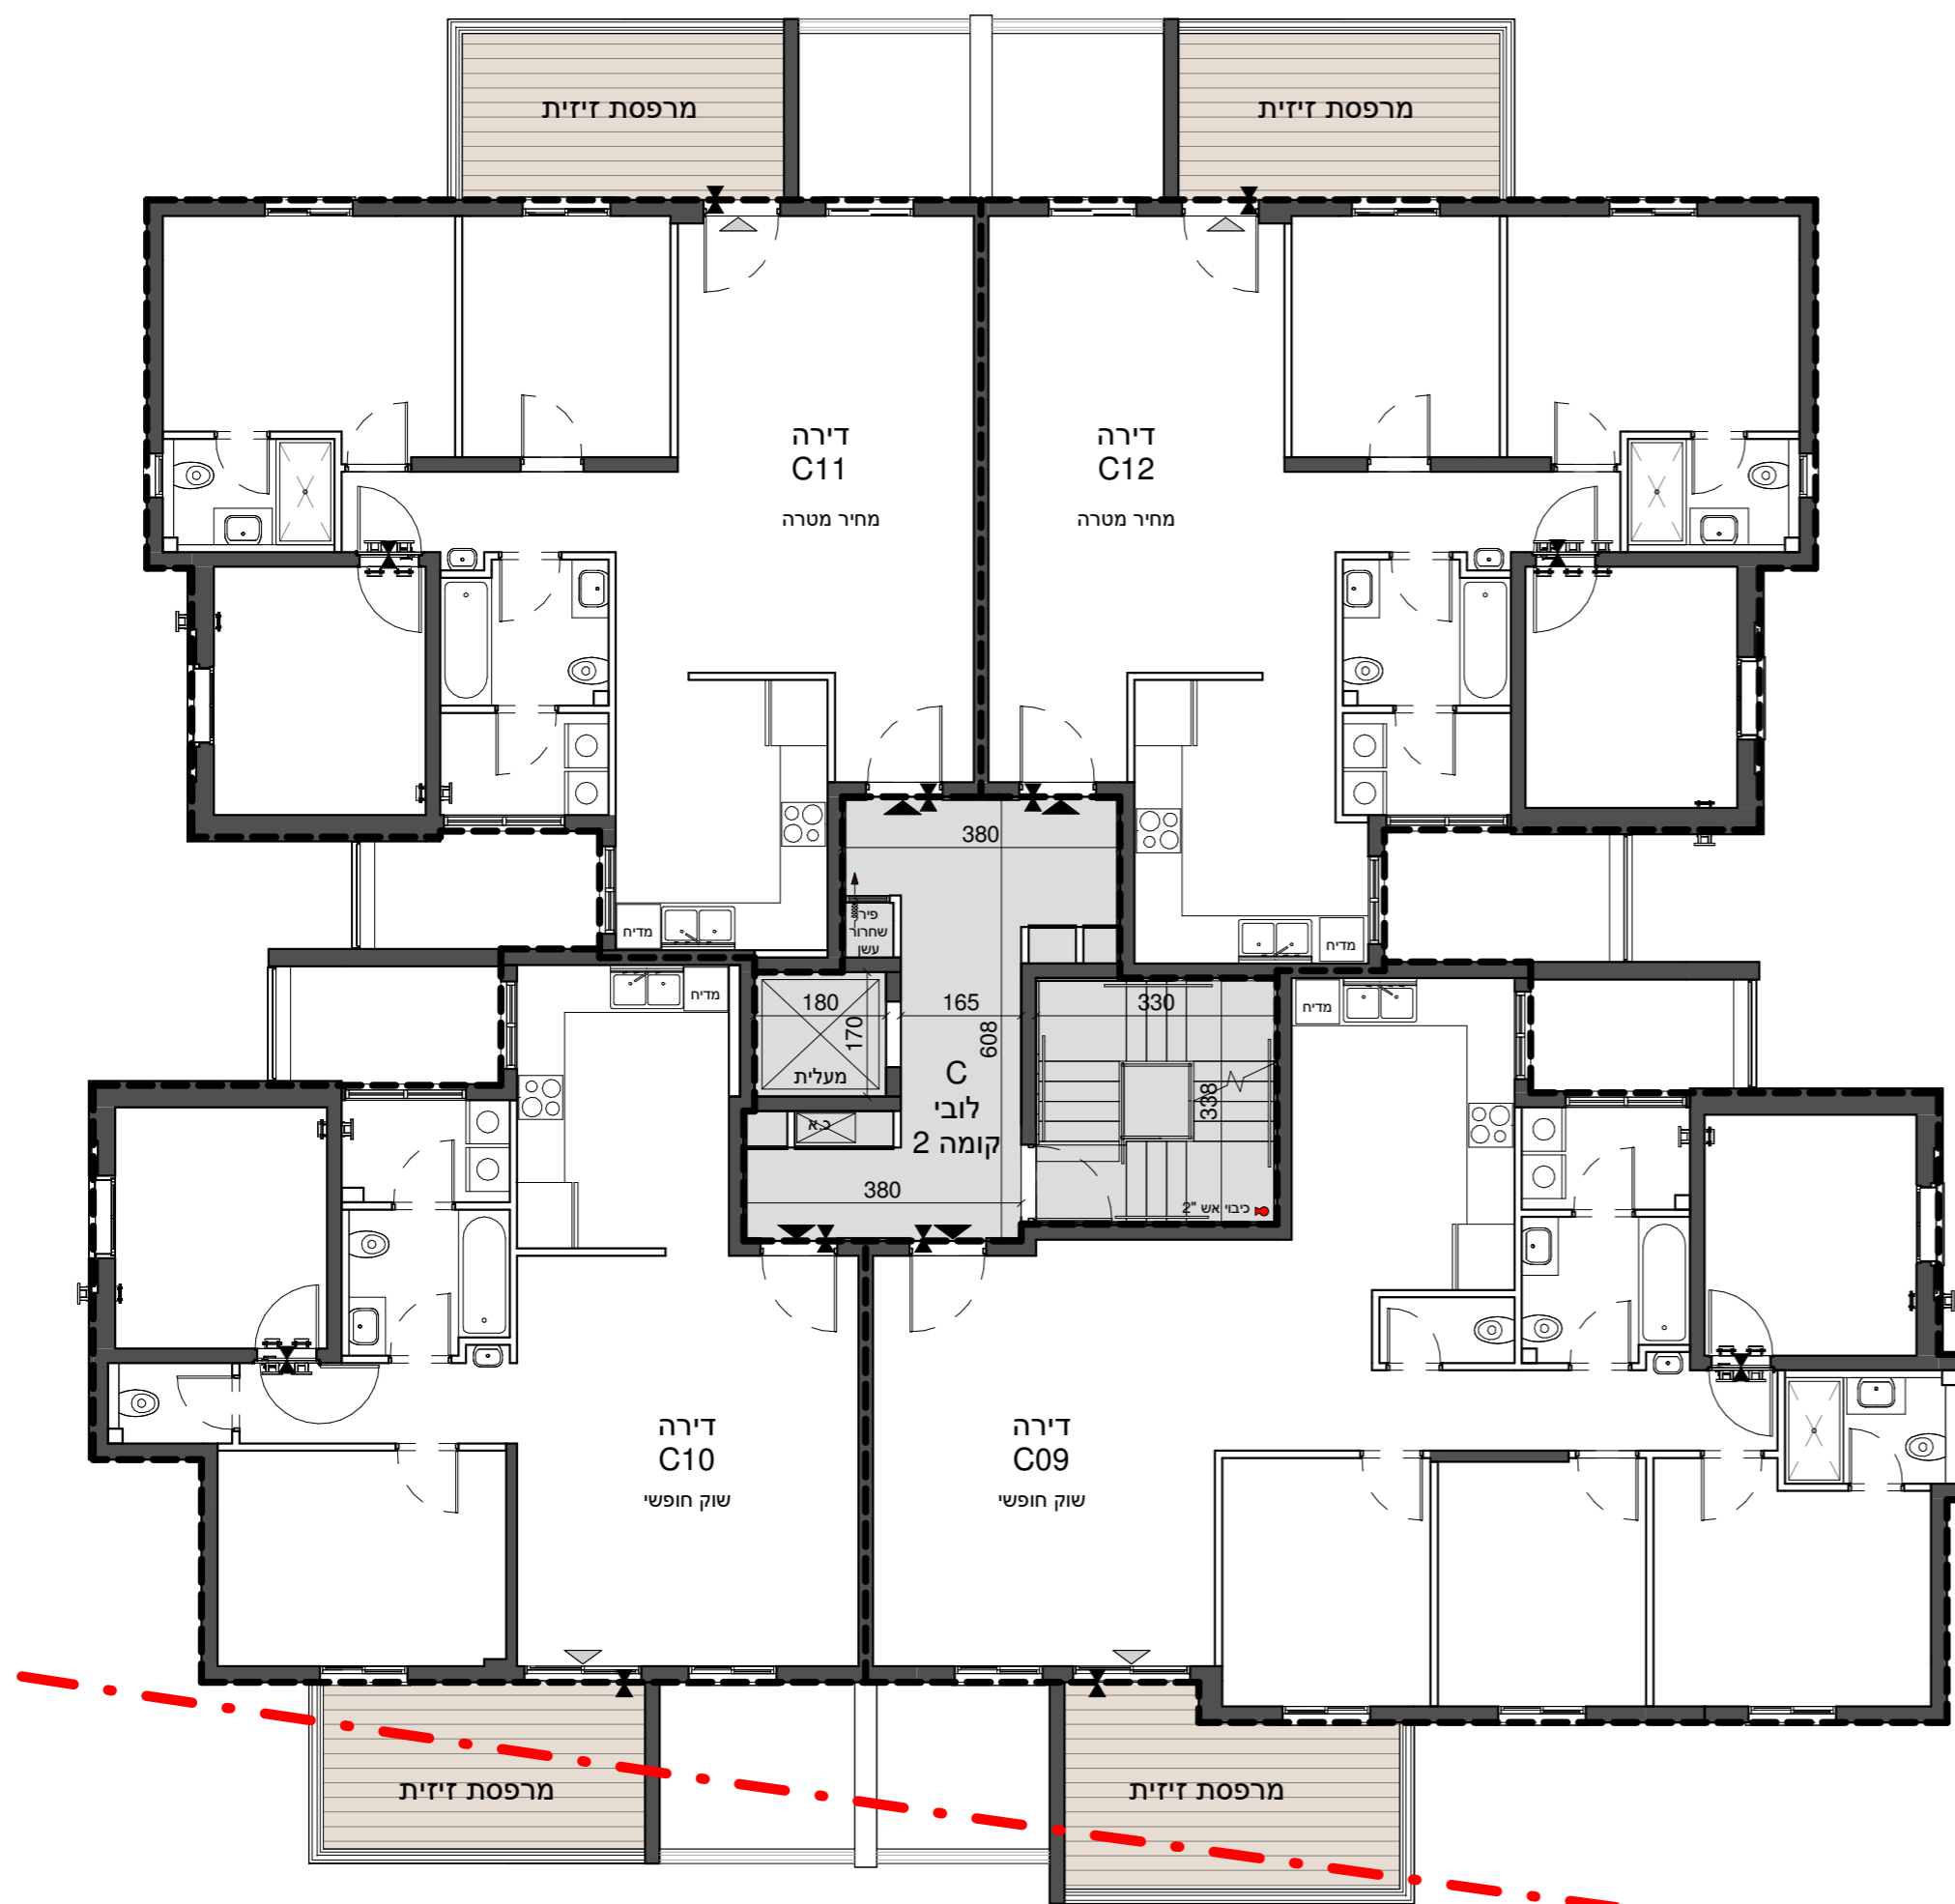 מרפסת זיזית
מרפסת זיזית
דירה
C11
מחיר מטרה
דירה
C12
מחיר מטרה
380
פיר
שחרור
עשן
מדיח
מדיח
מדיח
מדיח
180
170
מעלית
165
608
330
338
C
לובי
קומה 2
כ.א
380
כיבוי אש "2
דירה
C10
שוק חופשי
דירה
C09
שוק חופשי
מרפסת זיזית
מרפסת זיזית